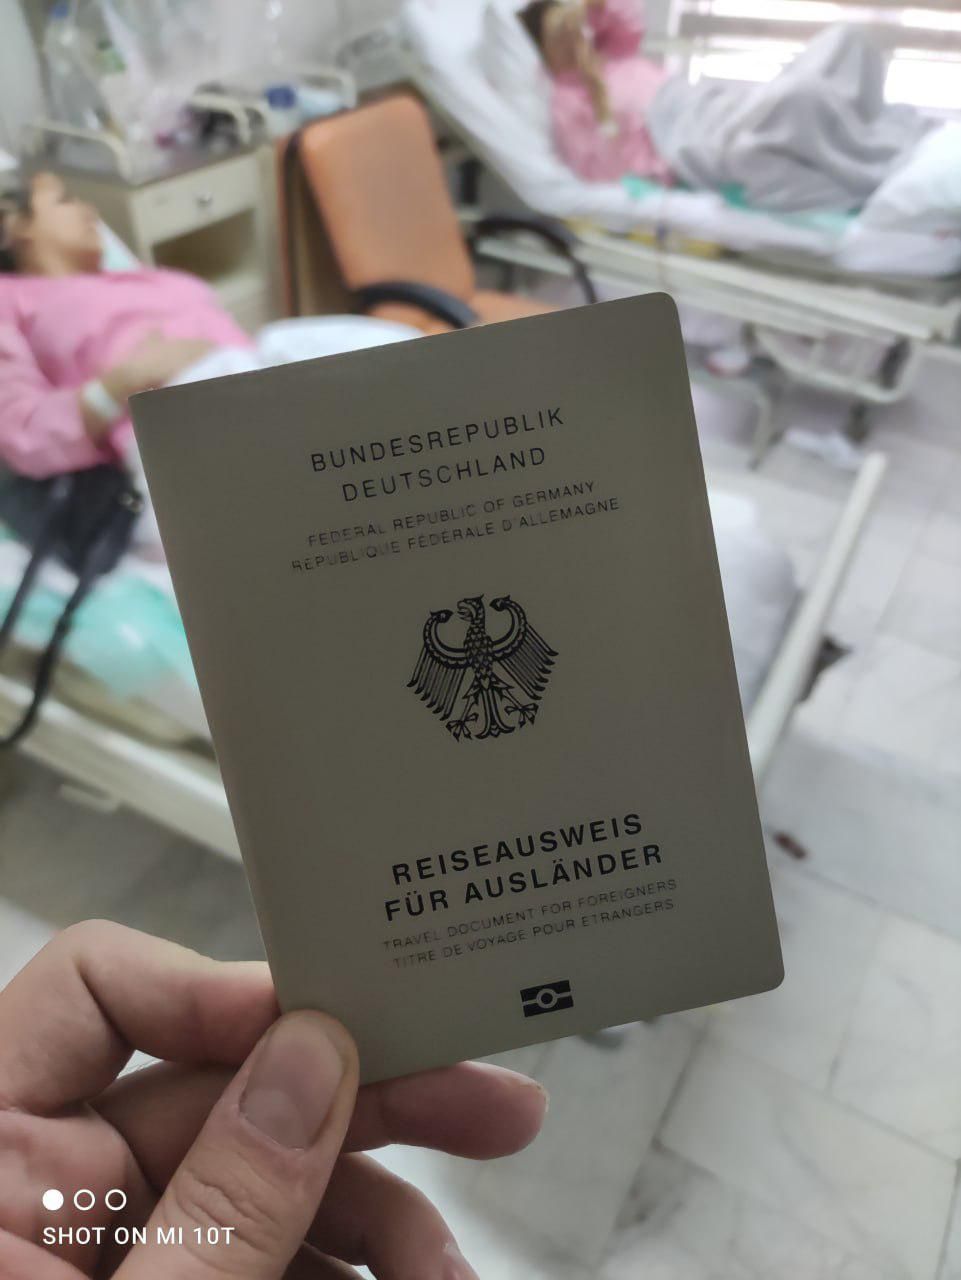 BUNDESREPUBLIK
DEUTSCHLAND
FEDERAL REPUBLIC OF GERMANY
RÉPUBLIQUE FÉDÉRALE D'ALLEMAGNE
REISEAUSWEIS
FÜR AUSLÄNDER
TRAVEL DOCUMENT FOR FOREIGNERS
TITRE DE VOYAGE POUR ETRANGERS
SHOT ON MI 10T